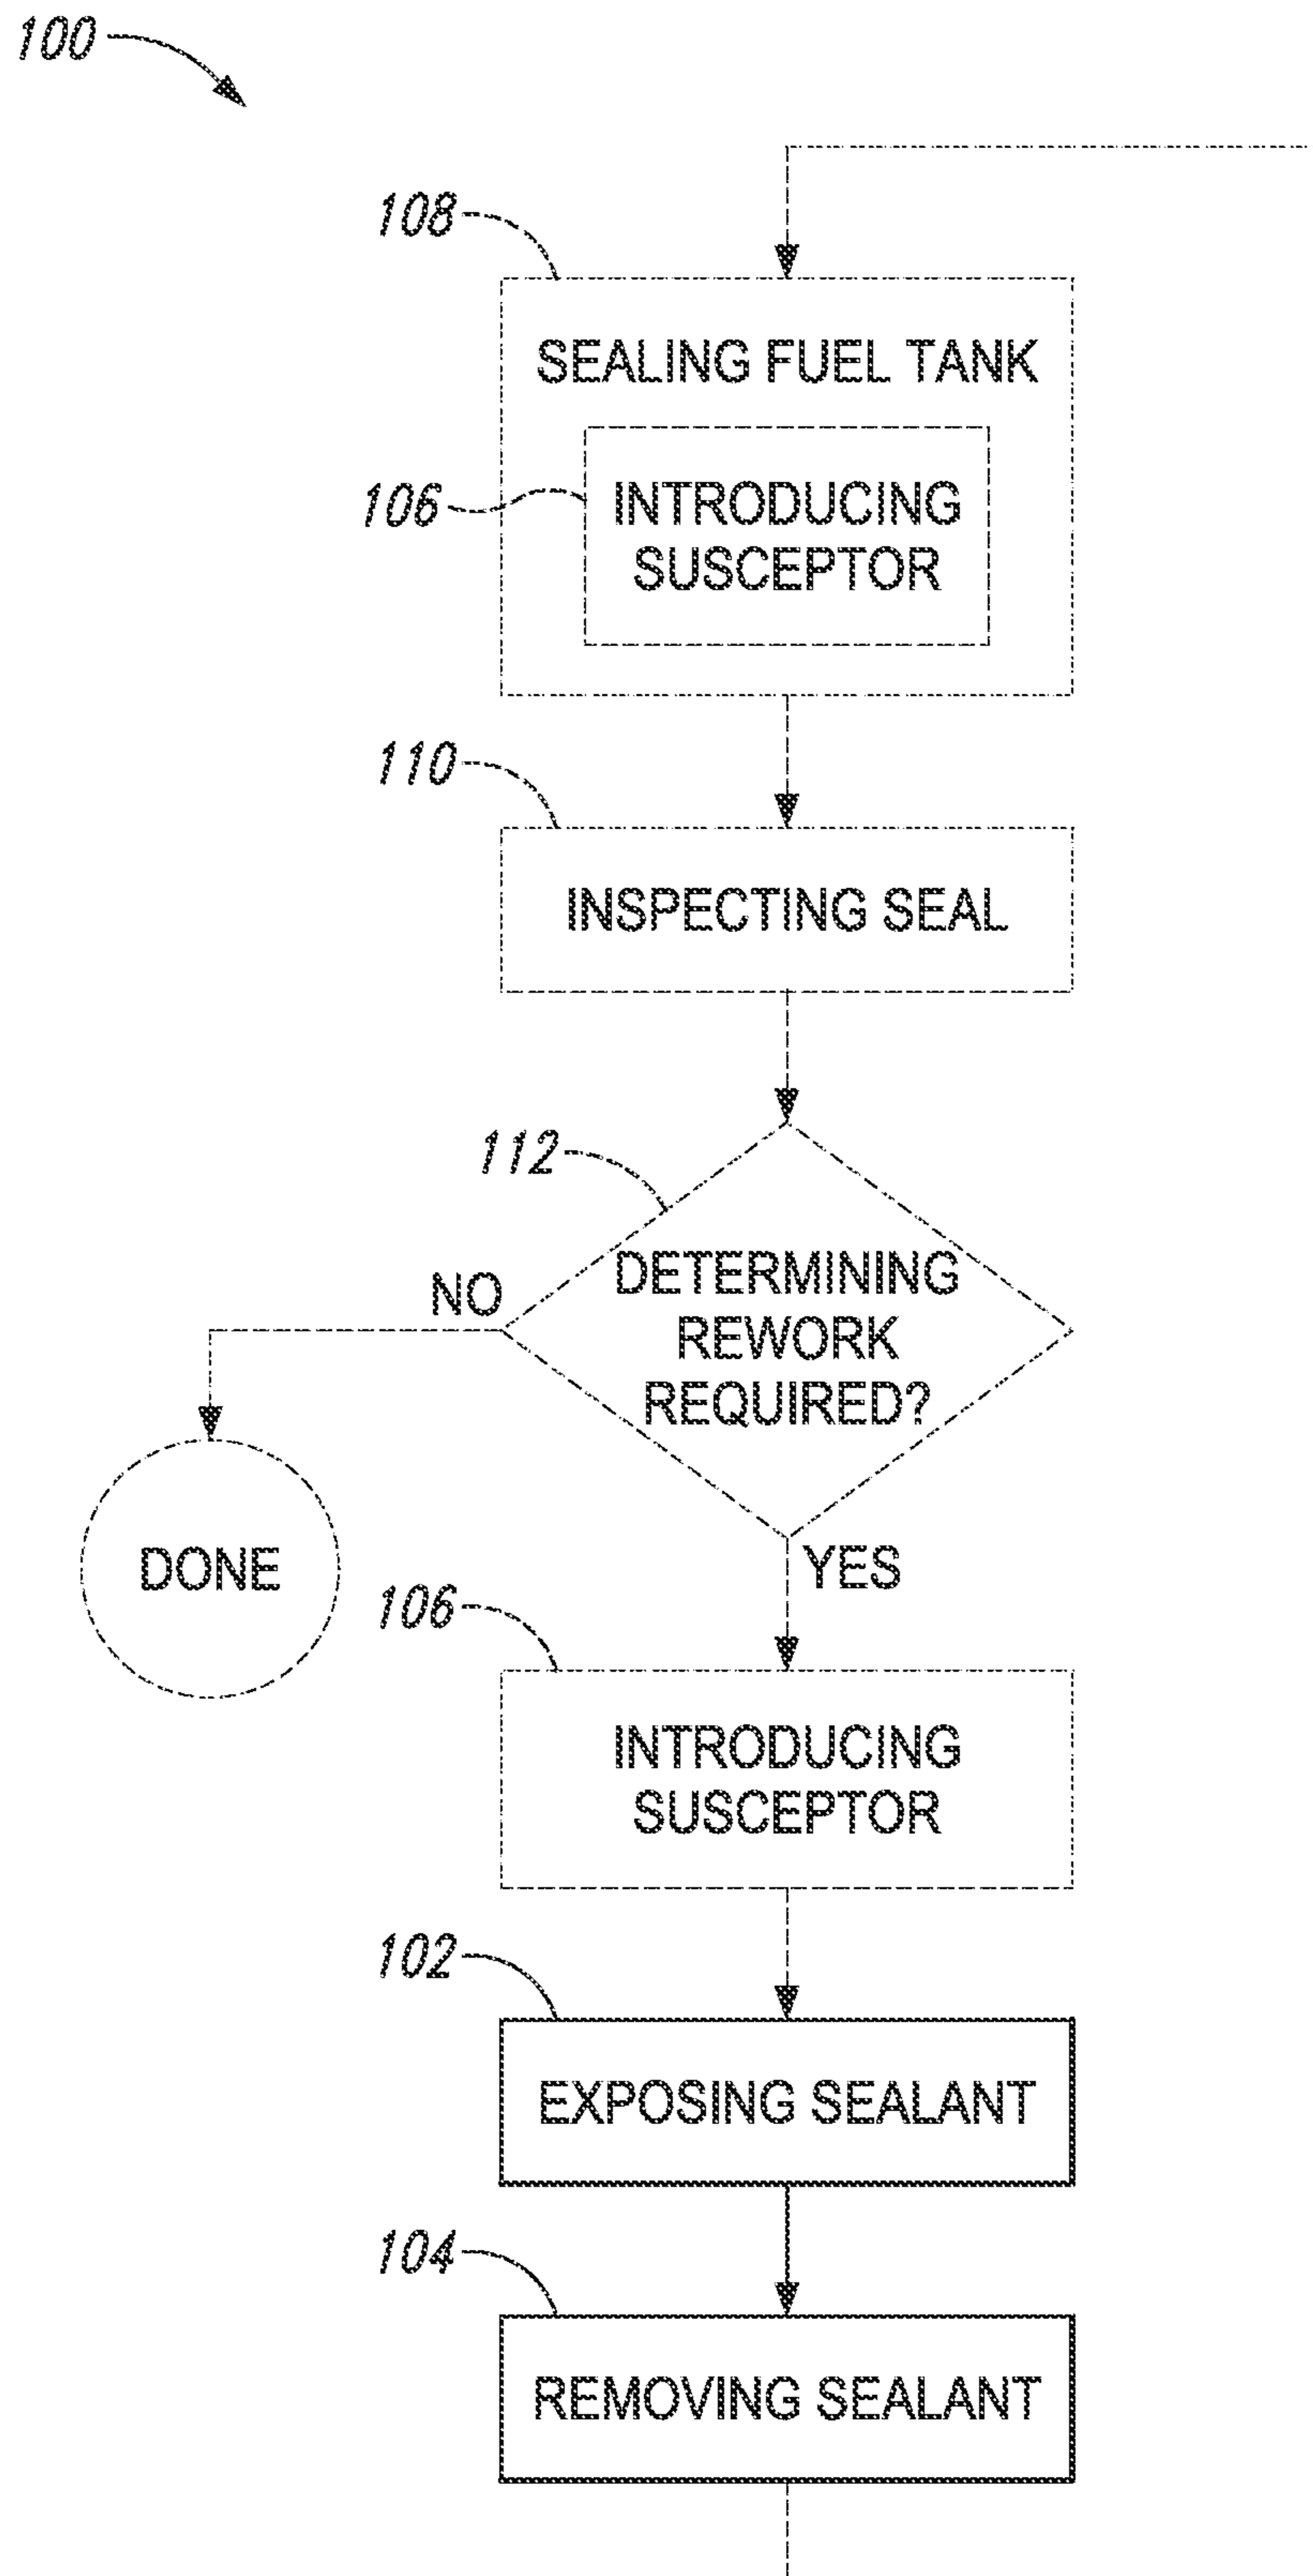 100
108
SEALING FUEL TANK
106
INTRODUCING
SUSCEPTOR
110
INSPECTING SEAL
112
DETERMINING
REWORK
REQUIRED?
NO
DONE
YES
106
INTRODUCING
SUSCEPTOR
102
EXPOSING SEALANT
104
REMOVING SEALANT